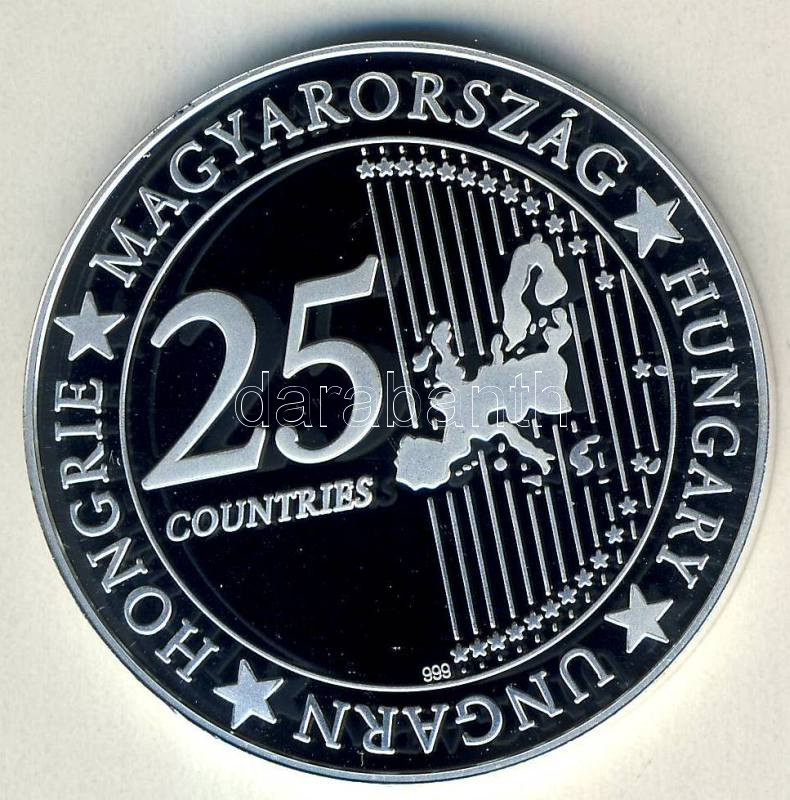 MAGYARORSZÁG
HUNGARY
UNGARN
HONGRIE
25
COUNTRIES
999
darabanth